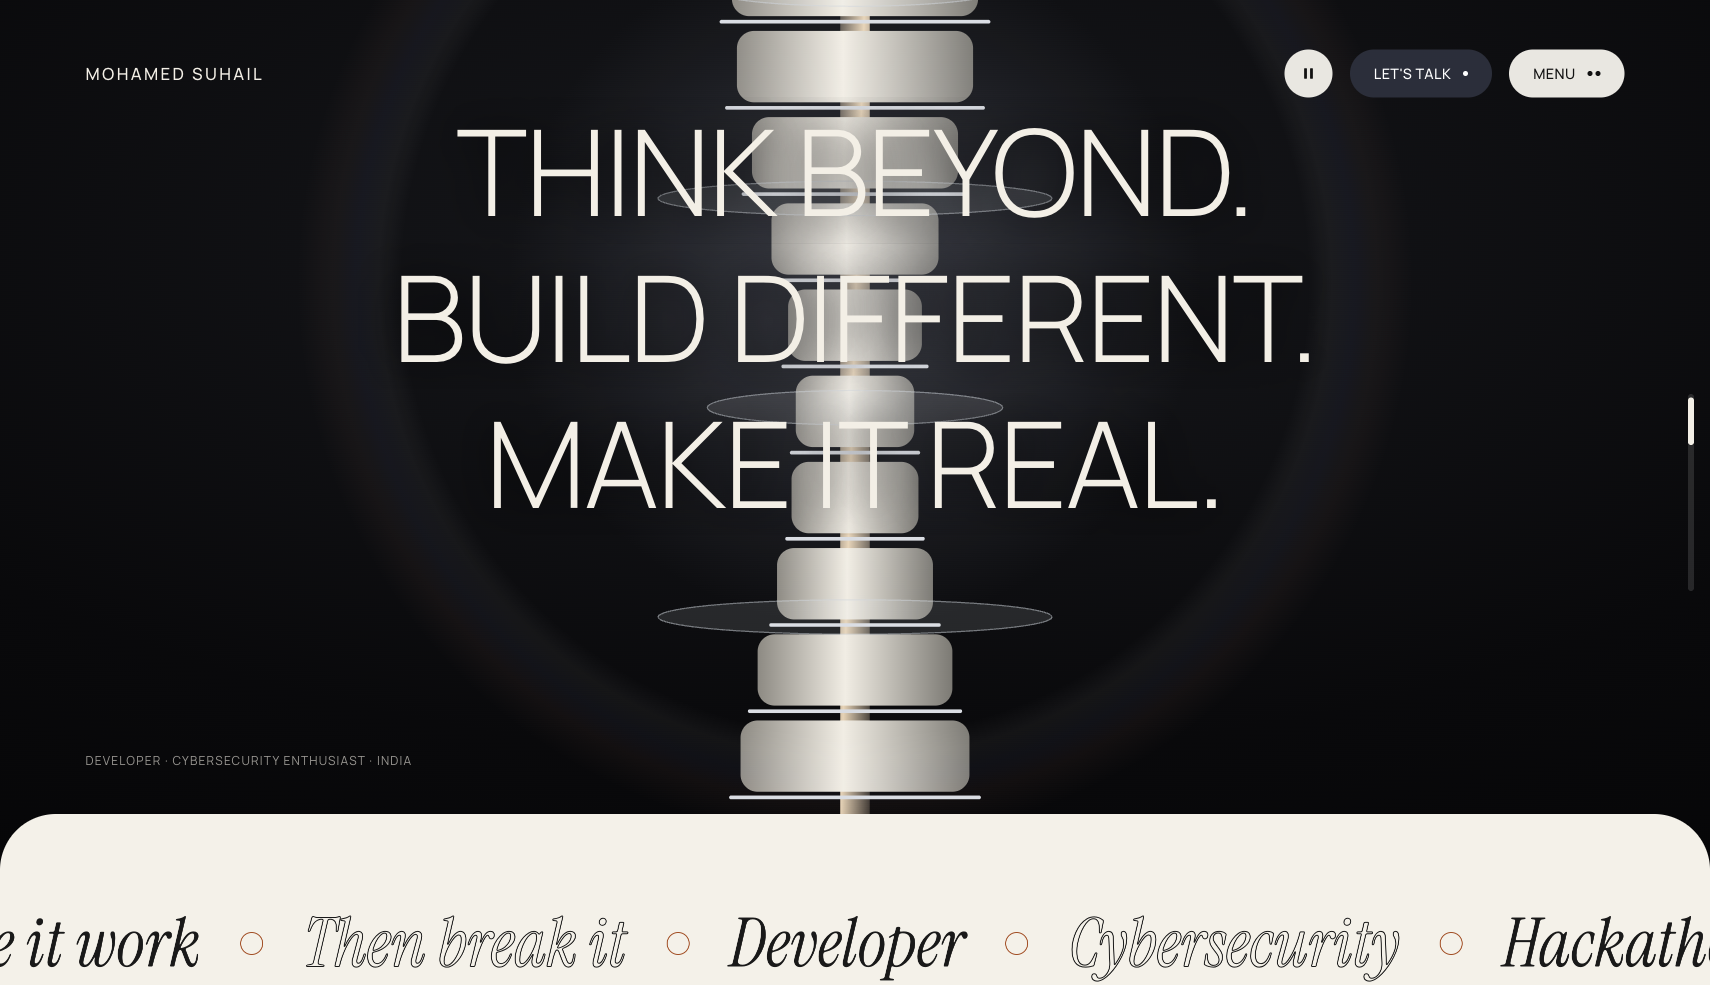 MOHAMED SUHAIL
LET'S TALK
MENU
THINK BEYOND.
BUILD DIFFERENT.
MAKE IT REAL.
DEVELOPER · CYBERSECURITY ENTHUSIAST · INDIA
it work Then break it Developer Cybersecurity